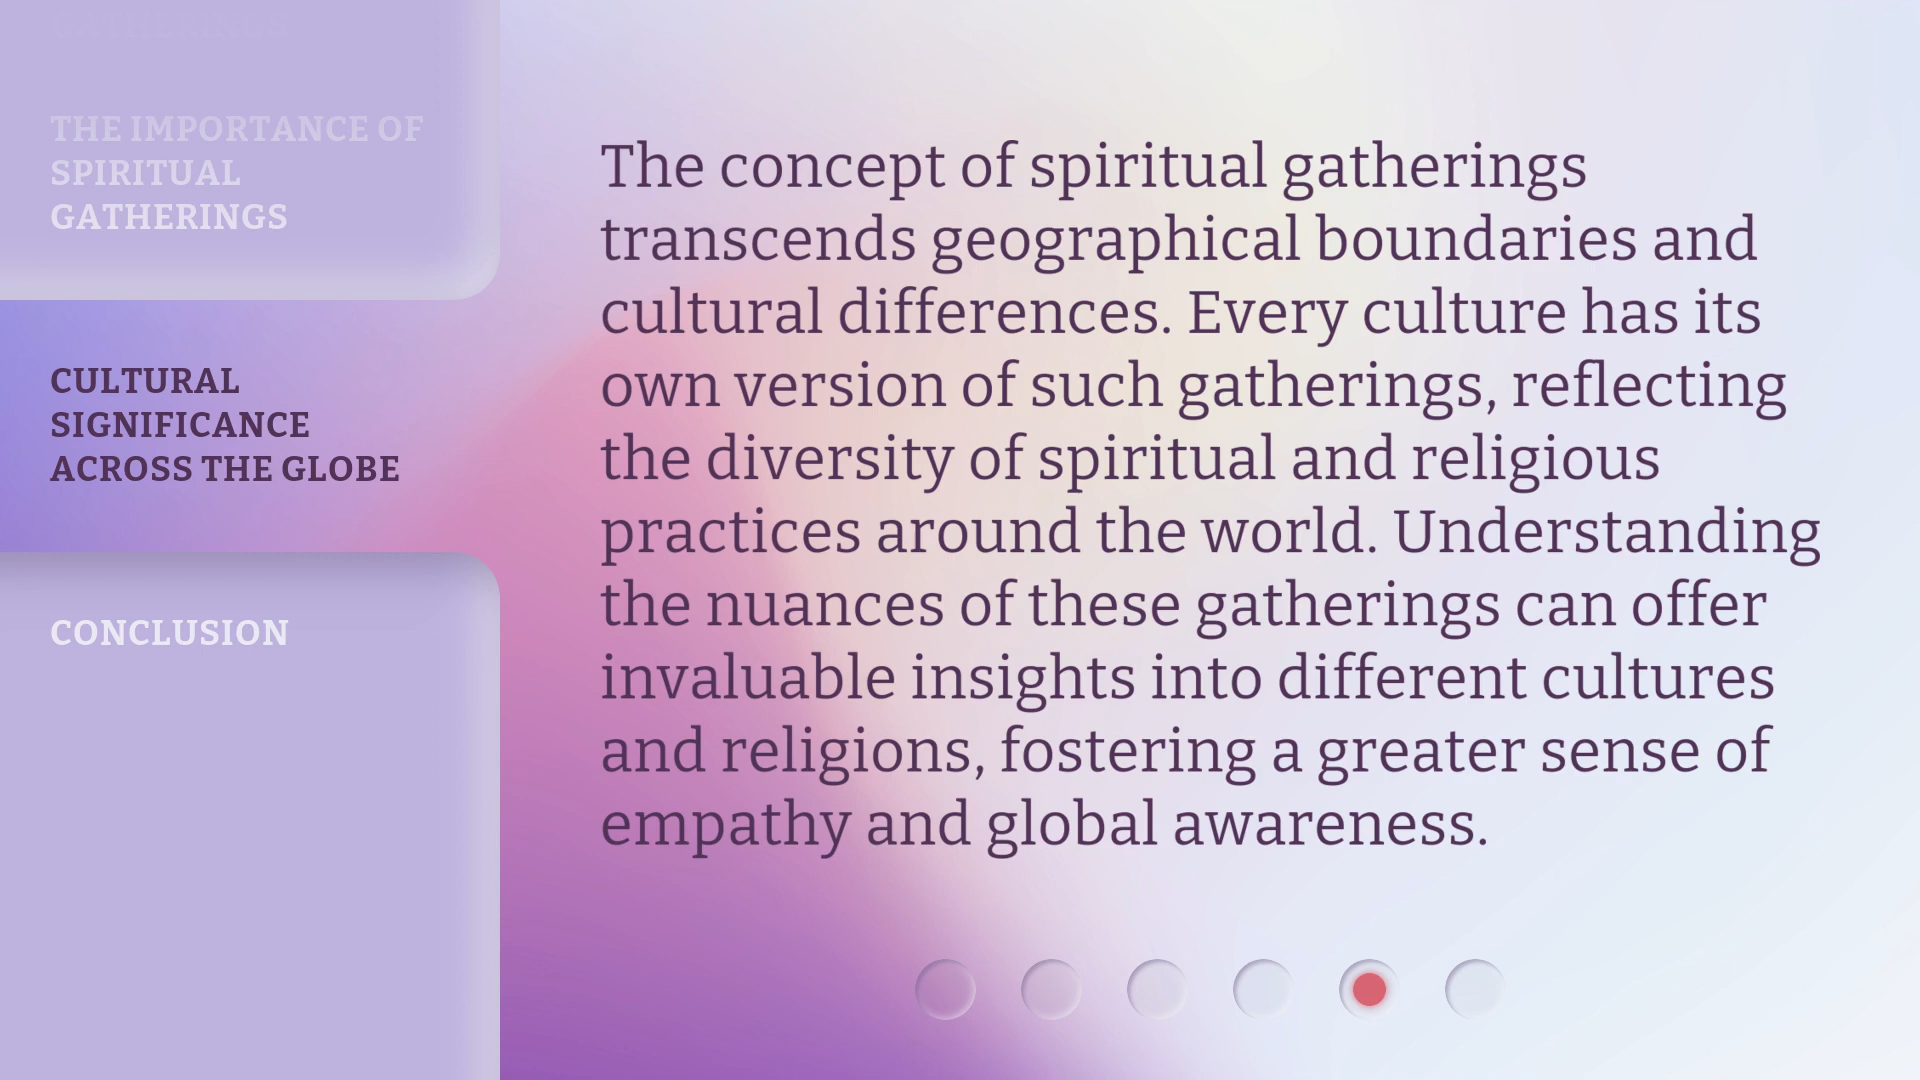 GATHERINGS
THE IMPORTANCE OF
SPIRITUAL
GATHERINGS
CULTURAL
SIGNIFICANCE
ACROSS THE GLOBE
CONCLUSION
The concept of spiritual gatherings
transcends geographical boundaries and
cultural differences. Every culture has its
own version of such gatherings, reflecting
the diversity of spiritual and religious
practices around the world. Understanding
the nuances of these gatherings can offer
invaluable insights into different cultures
and religions, fostering a greater sense of
empathy and global awareness.